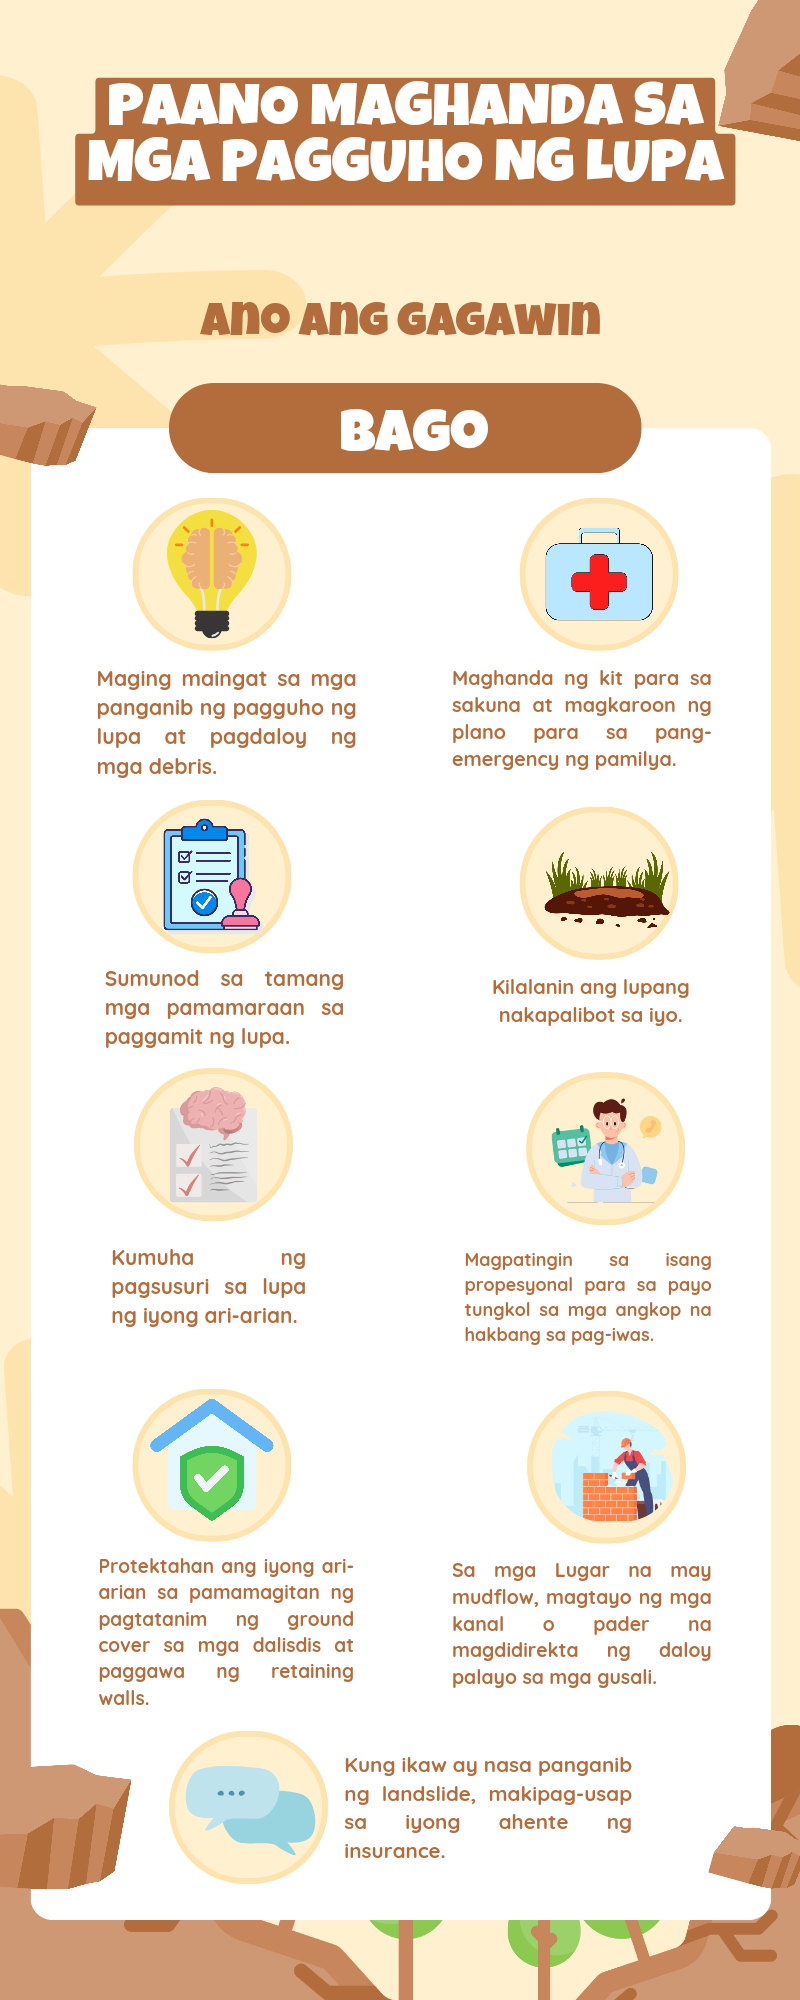 PAANO MAGHANDA SA
MGA PAGGUHO NG LUPA
ANO ANG GAGAWIN
BAGO
Maging maingat sa mga
panganib ng pagguho ng
lupa at pagdaloy ng
mga debris.
Maghanda ng kit para sa
sakuna at magkaroon ng
plano para sa pang-
emergency ng pamilya.
Sumunod sa tamang
mga pamamaraan sa
paggamit ng lupa.
Kilalanin ang lupang
nakapalibot sa iyo.
Kumuha ng
pagsusuri sa lupa
ng iyong ari-arian.
Magpatingin sa isang
propesyonal para sa payo
tungkol sa mga angkop na
hakbang sa pag-iwas.
Protektahan ang iyong ari-
arian sa pamamagitan ng
pagtatanim ng ground
cover sa mga dalisdis at
paggawa ng retaining
walls.
Sa mga Lugar na may
mudflow, magtayo ng mga
kanal o pader na
magdidirekta ng daloy
palayo sa mga gusali.
Kung ikaw ay nasa panganib
ng landslide, makipag-usap
sa iyong ahente ng
insurance.